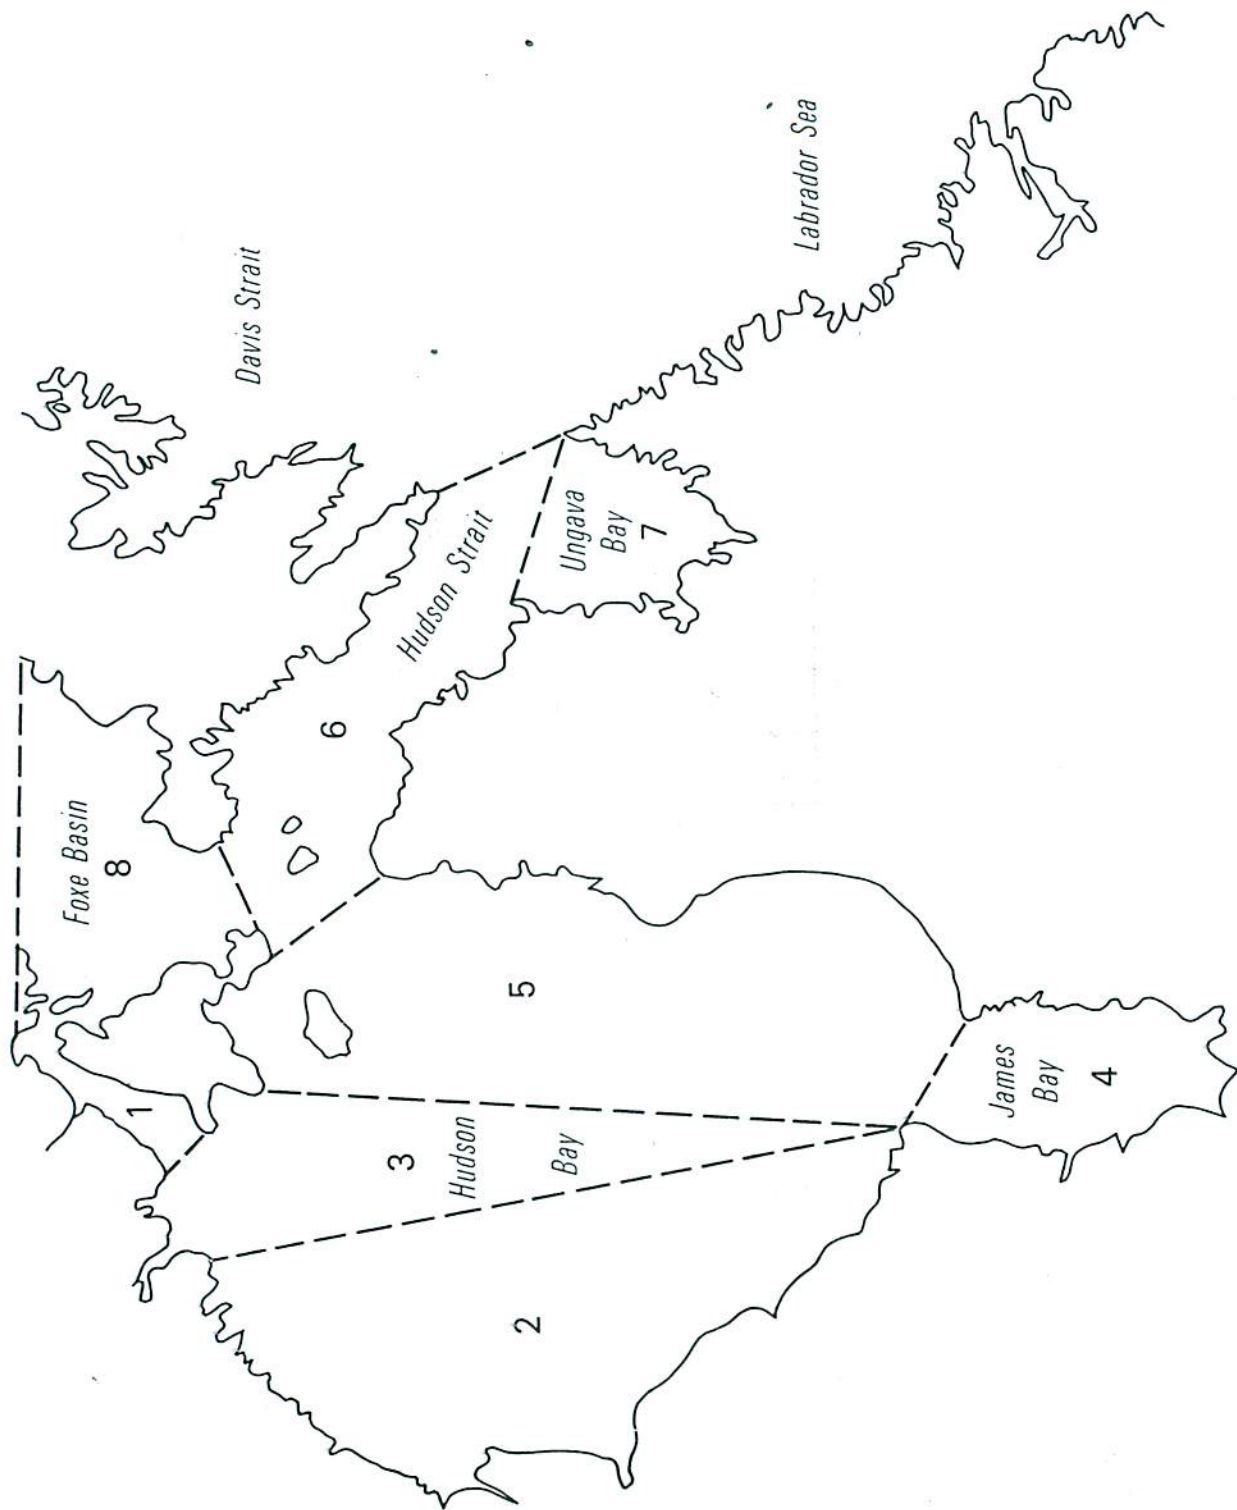 Foxe Basin
8
Davis Strait
1
6
Hudson Strait
Labrador Sea
3
Hudson
Bay
5
Ungava
Bay
7
2
James
Bay
4